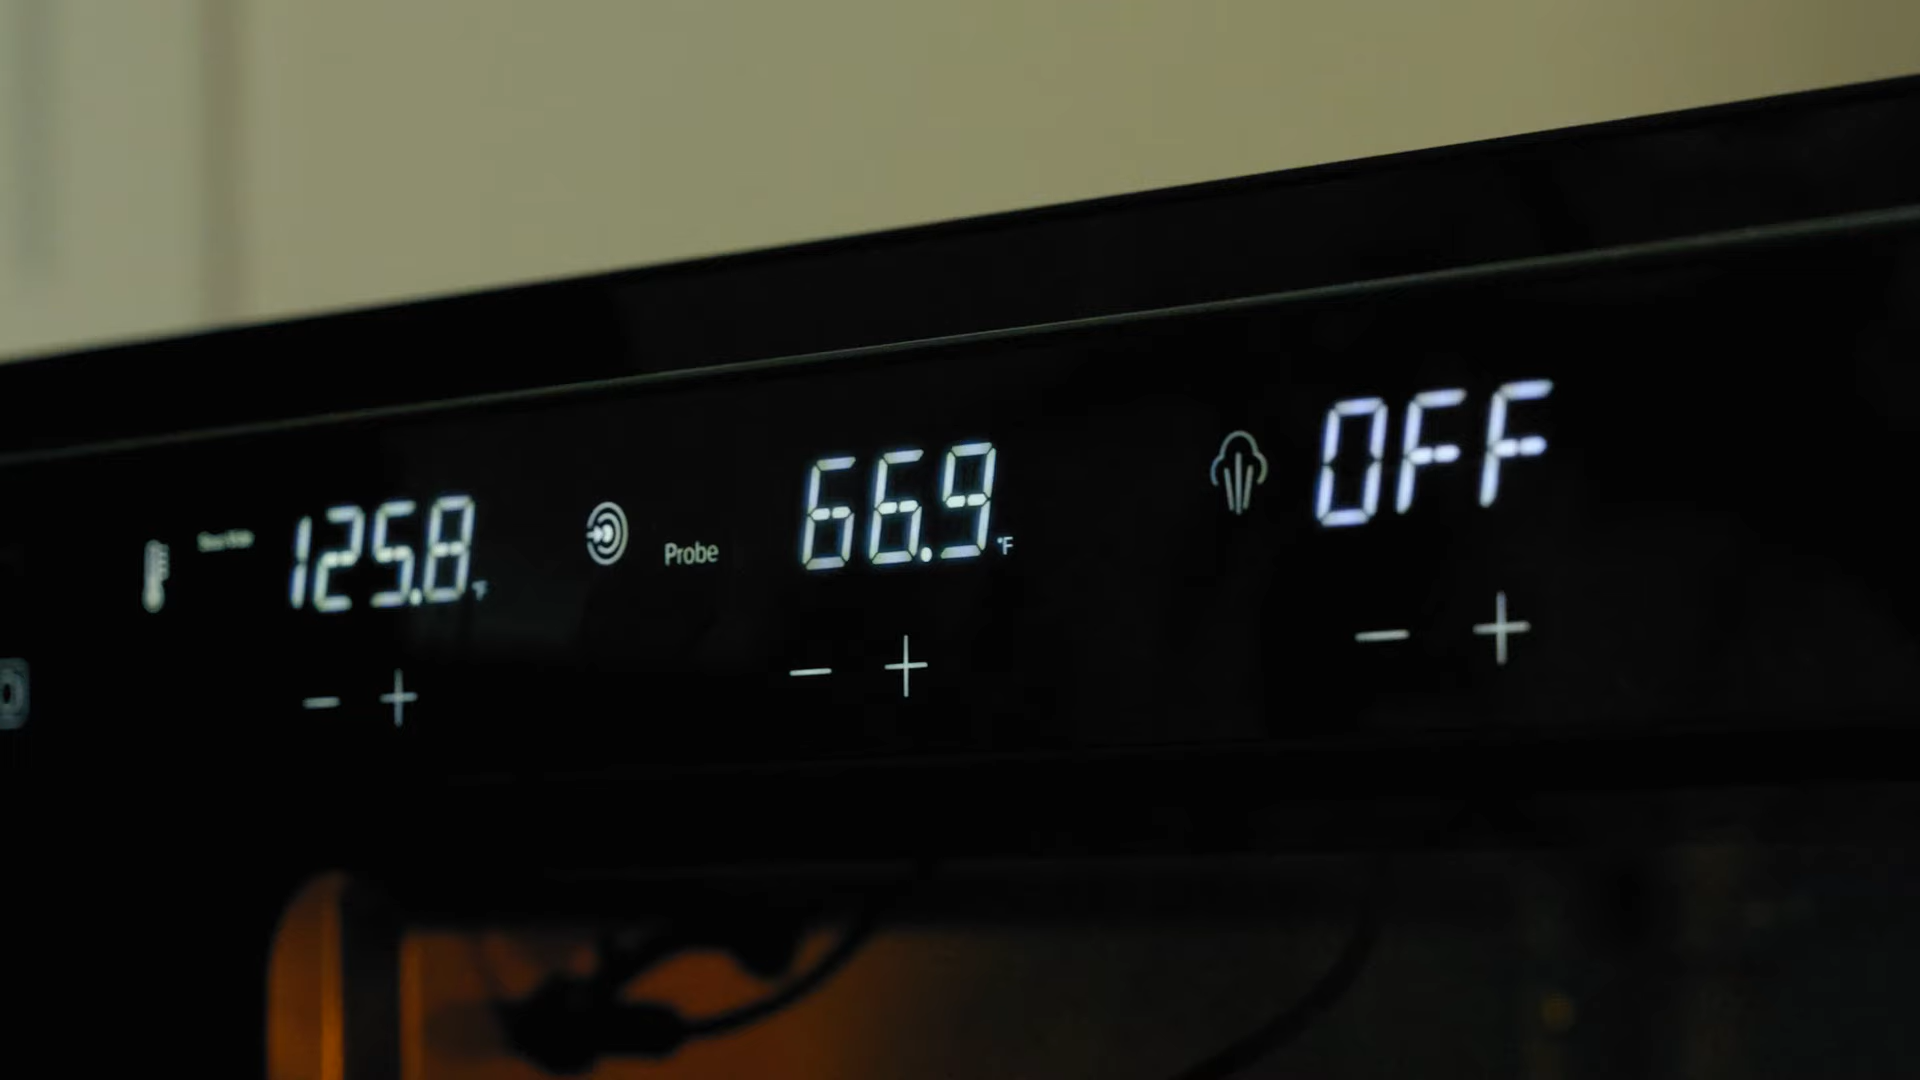 125.8°F
Probe
66.9°F
OFF
− +
− +
− +